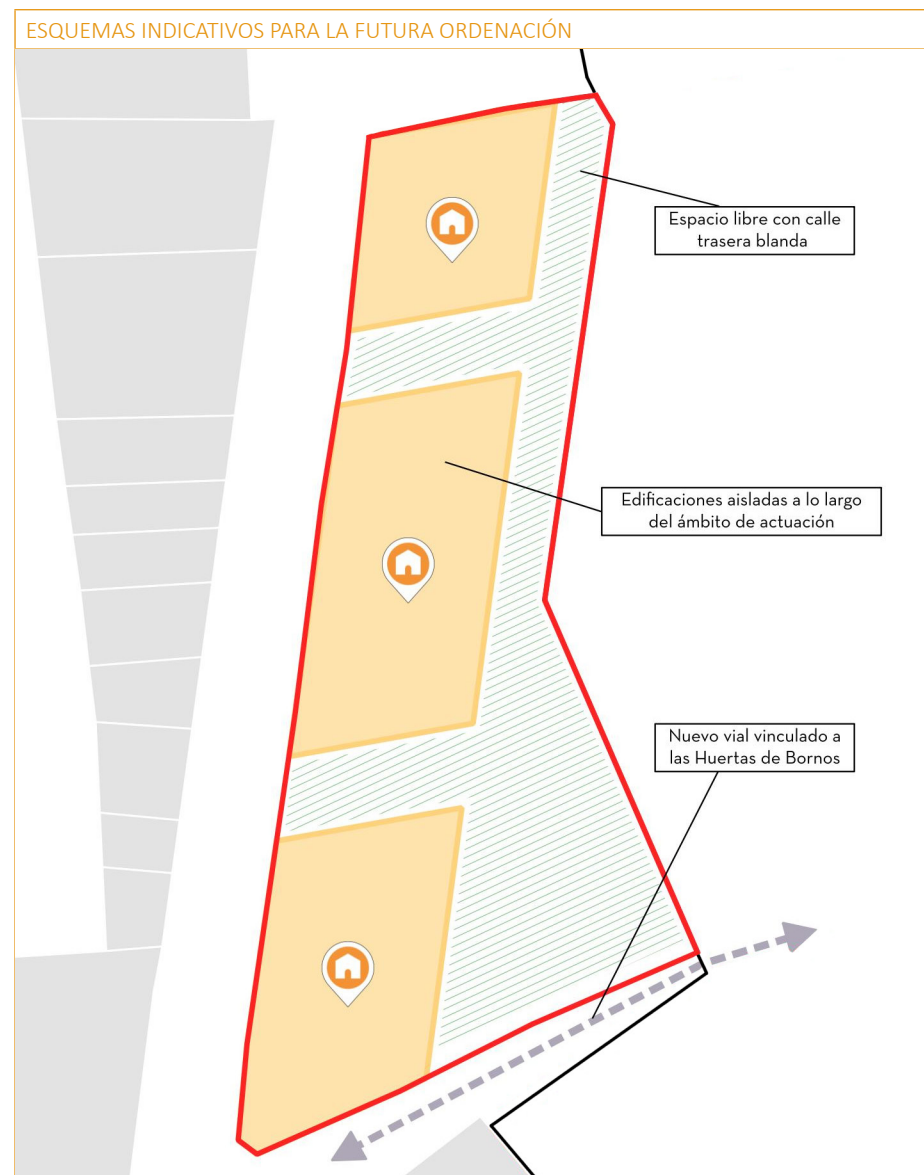 ESQUEMAS INDICATIVOS PARA LA FUTURA ORDENACIÓN
Espacio libre con calle
trasera blanda
Edificaciones aisladas a lo largo
del ámbito de actuación
Nuevo vial vinculado a
las Huertas de Bornos